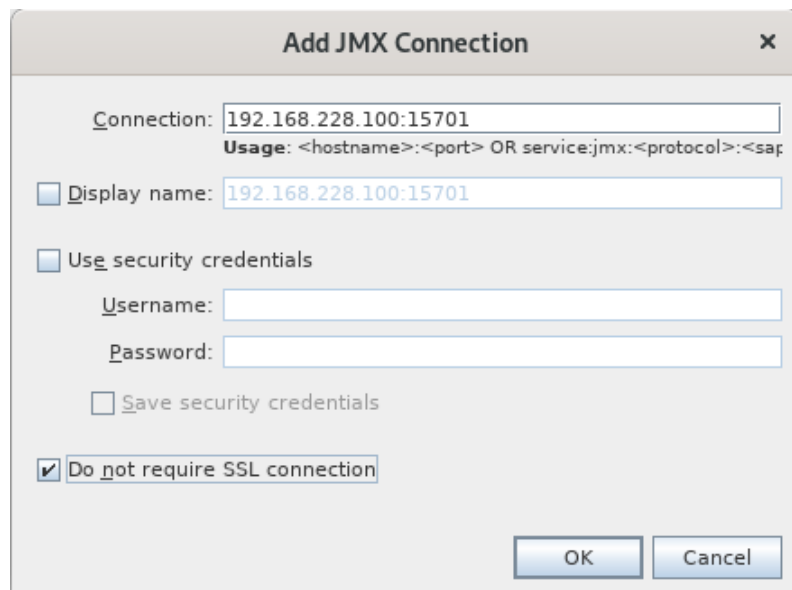 Add JMX Connection
Connection: 192.168.228.100:15701
Usage: <hostname>:<port> OR service:jmx:<protocol>:<sap
Display name: 192.168.228.100:15701
Use security credentials
Username:
Password:
Save security credentials
Do not require SSL connection
OK Cancel